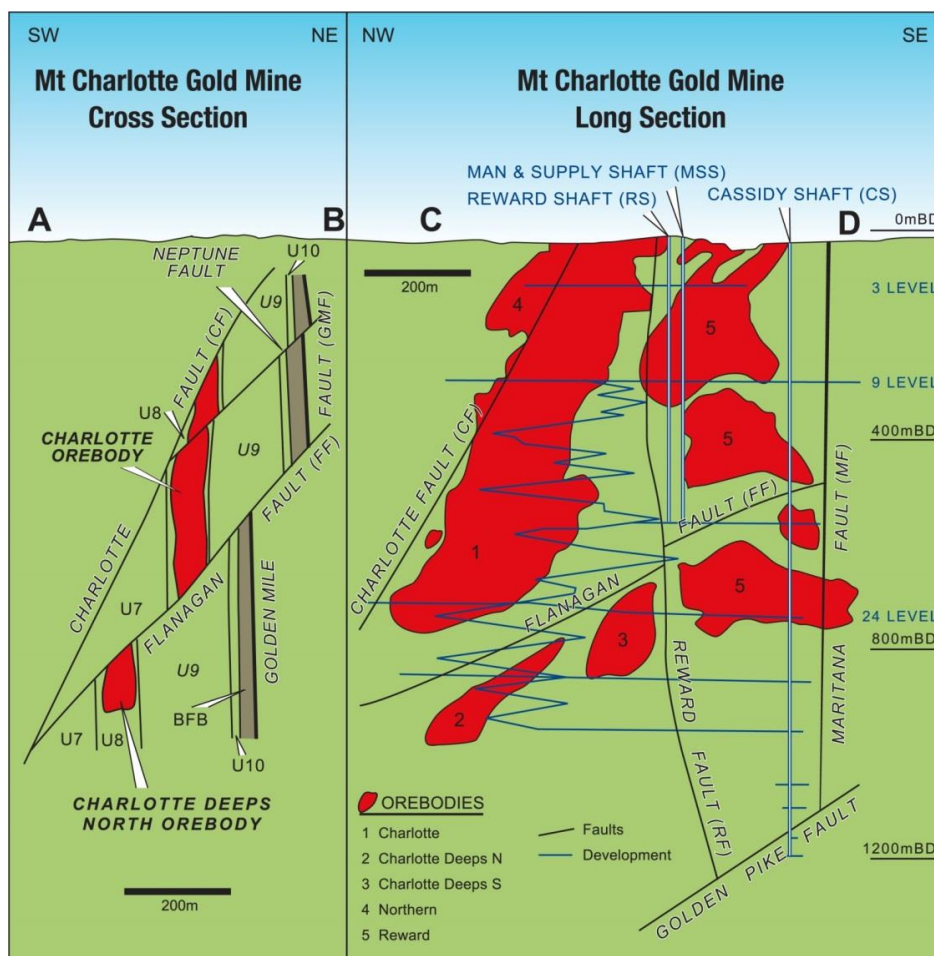 SW
NE
Mt Charlotte Gold Mine
Cross Section
A
B
U10
NEPTUNE
FAULT
U9
FAULT (CF)
FAULT (GMF)
U8
CHARLOTTE
OREBODY
U9
FAULT (FF)
CHARLOTTE
U7
FLANAGAN
GOLDEN MILE
U9
BFB
U7
U8
U10
CHARLOTTE DEEPS
NORTH OREBODY
200m
NW
SE
Mt Charlotte Gold Mine
Long Section
MAN & SUPPLY SHAFT (MSS)
REWARD SHAFT (RS)
CASSIDY SHAFT (CS)
C
D
0mBD
200m
4
3 LEVEL
5
9 LEVEL
CHARLOTTE FAULT (CF)
400mBD
5
FAULT (MF)
FAULT (FF)
1
FLANAGAN
5
24 LEVEL
3
800mBD
REWARD
MARITANA
2
FAULT (RF)
GOLDEN PIKE FAULT
1200mBD
OREBODIES
1 Charlotte
2 Charlotte Deeps N
3 Charlotte Deeps S
4 Northern
5 Reward
Faults
Development